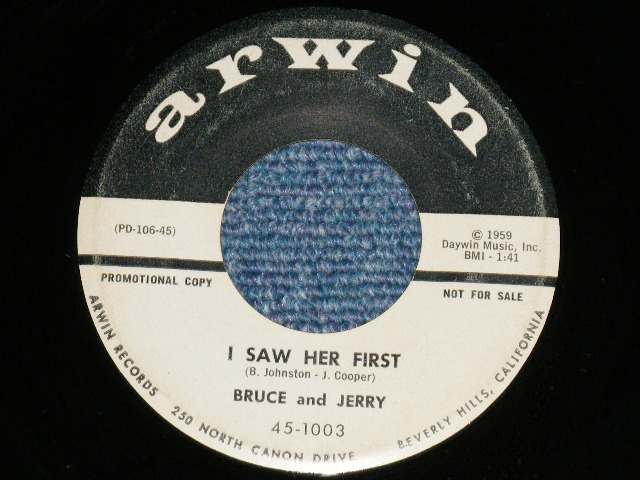 arwin
(PD-106-45)
© 1959
Daywin Music, Inc.
BMI - 1:41
PROMOTIONAL COPY
NOT FOR SALE
I SAW HER FIRST
(B. Johnston - J. Cooper)
BRUCE and JERRY
45-1003
ARWIN RECORDS 250 NORTH CANON DRIVE BEVERLY HILLS, CALIFORNIA